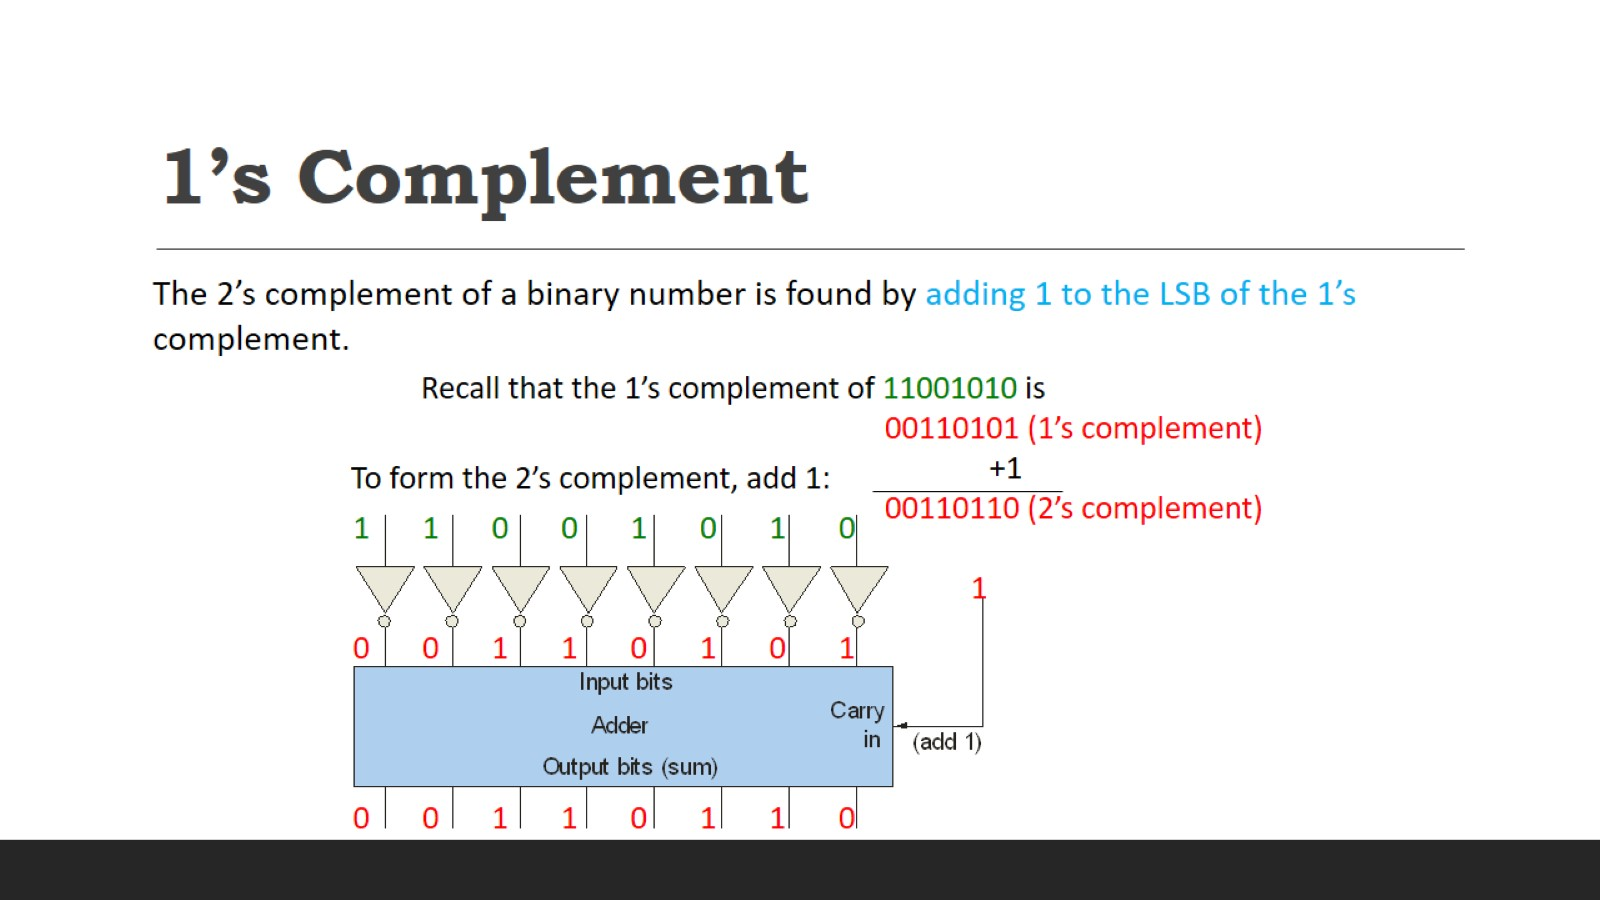 1’s Complement
The 2’s complement of a binary number is found by adding 1 to the LSB of the 1’s
complement.
Recall that the 1’s complement of 11001010 is
00110101 (1’s complement)
+1
To form the 2’s complement, add 1:
00110110 (2’s complement)
1 1 0 0 1 0 1 0
1
0 0 1 1 0 1 0 1
Input bits
Carry
Adder
in
(add 1)
Output bits (sum)
0 0 1 1 0 1 1 0